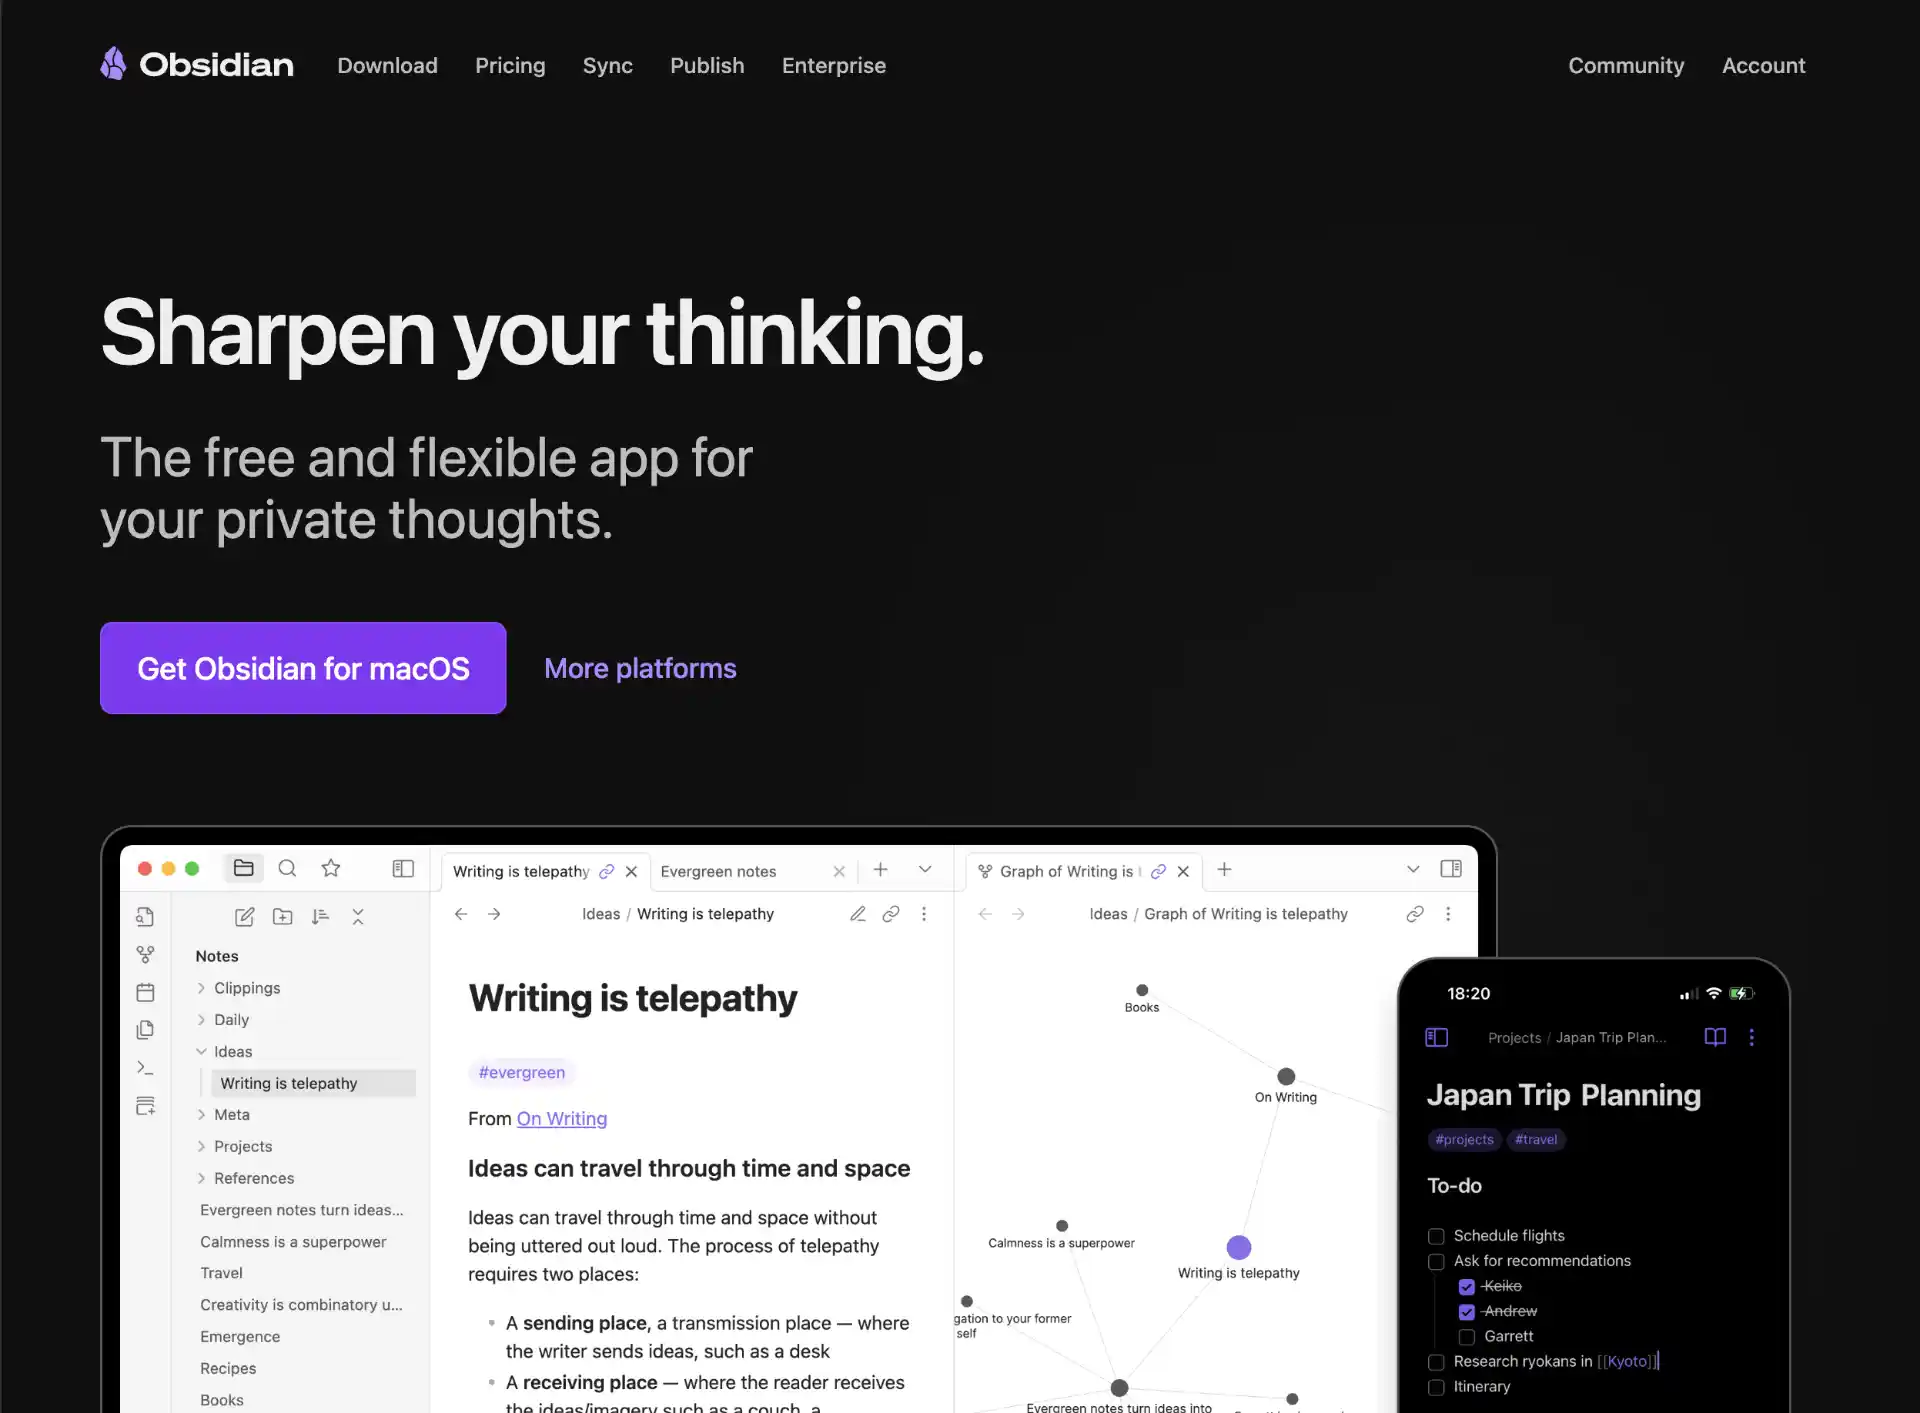 Obsidian Download Pricing Sync Publish Enterprise Community Account
Sharpen your thinking.
The free and flexible app for
your private thoughts.
Get Obsidian for macOS More platforms
Writing is telepathy Evergreen notes
Graph of Writing is
Ideas / Writing is telepathy
Ideas / Graph of Writing is telepathy
Notes
Clippings
Daily
Ideas
Writing is telepathy
Meta
Projects
References
Evergreen notes turn ideas...
Calmness is a superpower
Travel
Creativity is combinatory u...
Emergence
Recipes
Books
Writing is telepathy
#evergreen
From On Writing
Ideas can travel through time and space
Ideas can travel through time and space without
being uttered out loud. The process of telepathy
requires two places:
• A sending place, a transmission place — where
the writer sends ideas, such as a desk
• A receiving place — where the reader receives
the ideas/imagery such as a couch, a
Books
On Writing
Calmness is a superpower
Writing is telepathy
gation to your former
self
Evergreen notes turn ideas into
18:20
Projects / Japan Trip Plan...
Japan Trip Planning
#projects #travel
To-do
Schedule flights
Ask for recommendations
Keiko
Andrew
Garrett
Research ryokans in [[Kyoto]]
Itinerary